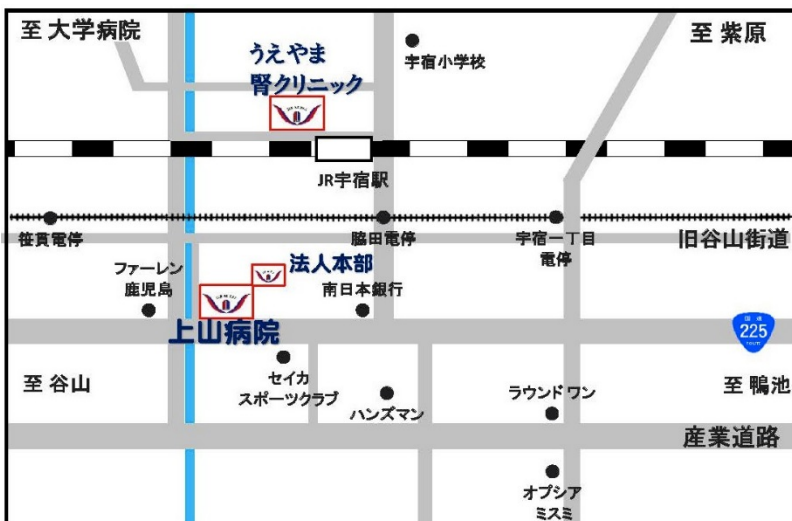 至 大学病院
うえやま
腎クリニック
宇宿小学校
至 紫原
JR宇宿駅
笹貫電停
脇田電停
宇宿一丁目
電停
旧谷山街道
ファーレン
鹿児島
法人本部
南日本銀行
上山病院
国道
225
ROUTE
至 谷山
セイカ
スポーツクラブ
ハンズマン
ラウンドワン
至 鴨池
産業道路
オプシア
ミスミ